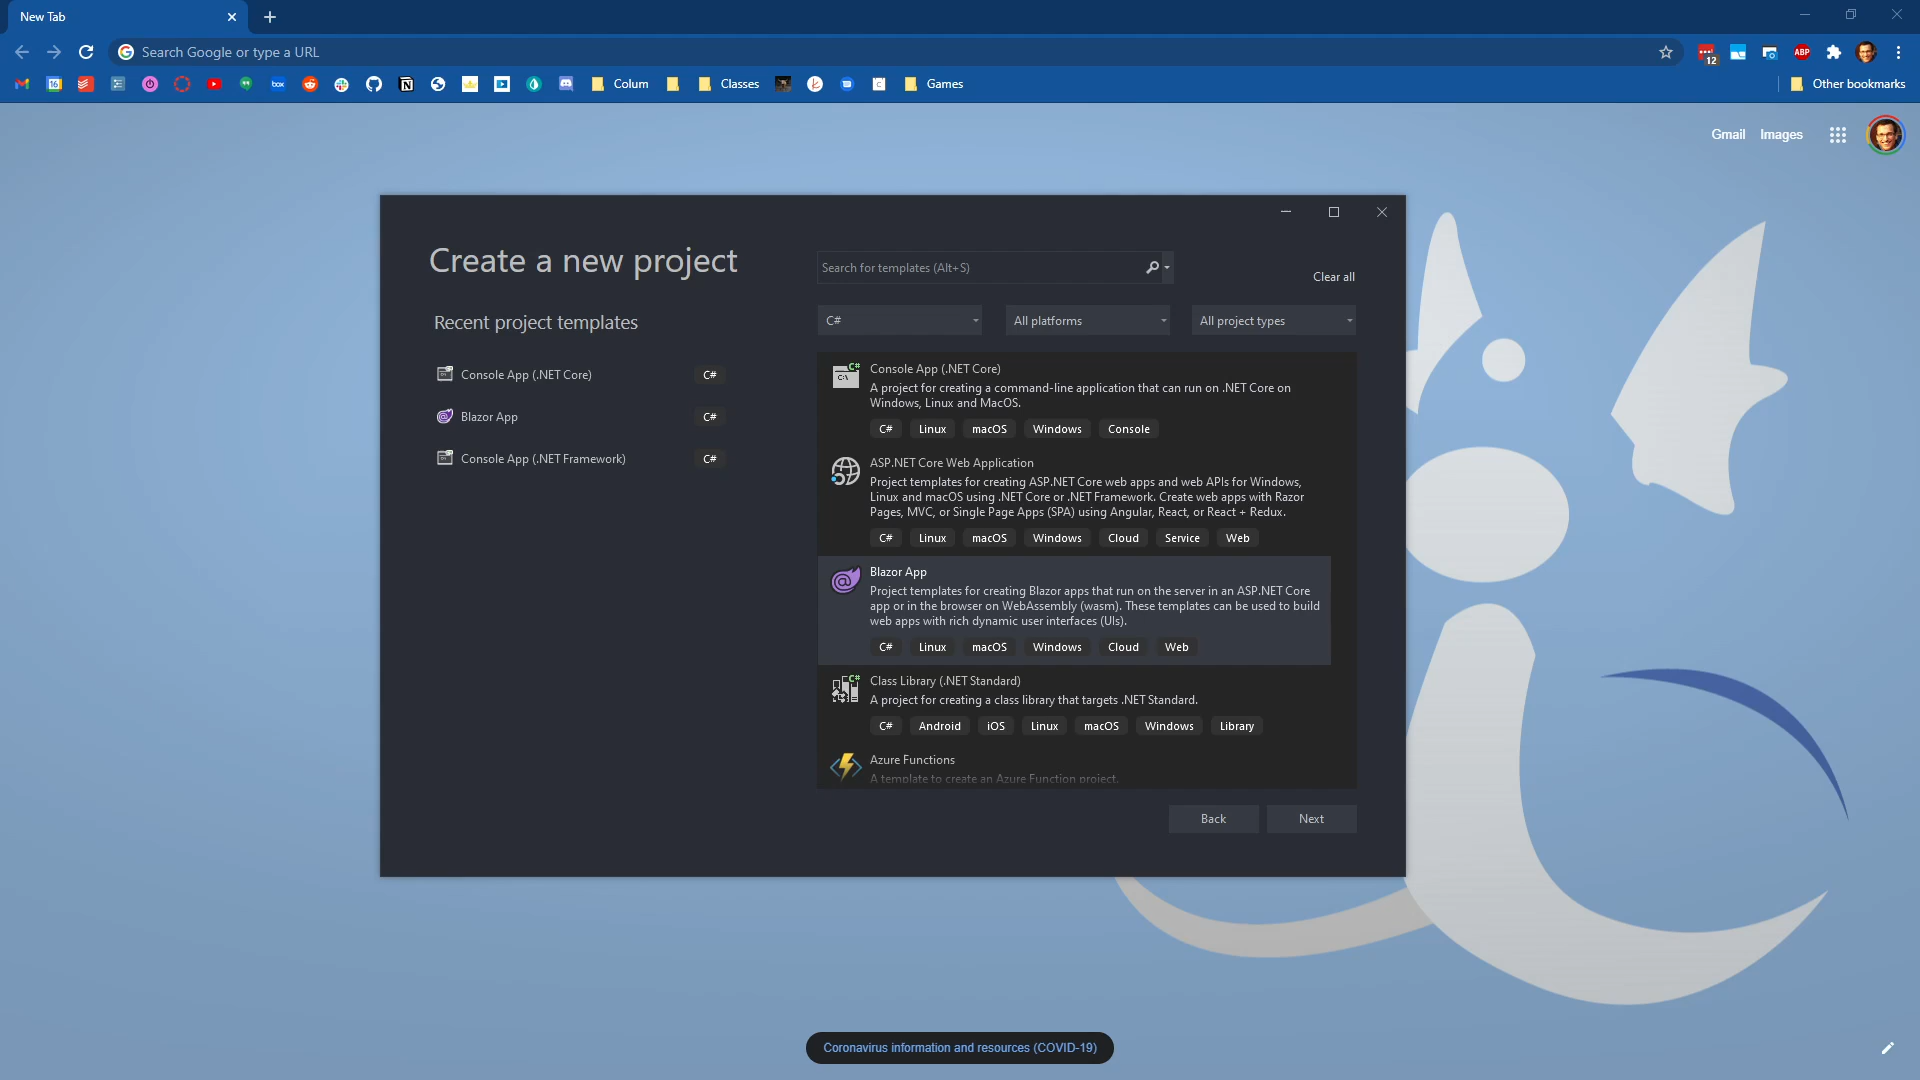 New Tab
Search Google or type a URL
12
ABP
16
box
Colum
Classes
Games
Other bookmarks
Gmail
Images
Create a new project
Search for templates (Alt+S)
Clear all
Recent project templates
C#
All platforms
All project types
Console App (.NET Core)
C#
Blazor App
C#
Console App (.NET Framework)
C#
Console App (.NET Core)
A project for creating a command-line application that can run on .NET Core on
Windows, Linux and MacOS.
C# Linux macOS Windows Console
ASP.NET Core Web Application
Project templates for creating ASP.NET Core web apps and web APIs for Windows,
Linux and macOS using .NET Core or .NET Framework. Create web apps with Razor
Pages, MVC, or Single Page Apps (SPA) using Angular, React, or React + Redux.
C# Linux macOS Windows Cloud Service Web
Blazor App
Project templates for creating Blazor apps that run on the server in an ASP.NET Core
app or in the browser on WebAssembly (wasm). These templates can be used to build
web apps with rich dynamic user interfaces (UIs).
C# Linux macOS Windows Cloud Web
Class Library (.NET Standard)
A project for creating a class library that targets .NET Standard.
C# Android iOS Linux macOS Windows Library
Azure Functions
A template to create an Azure Function project.
Back
Next
Coronavirus information and resources (COVID-19)